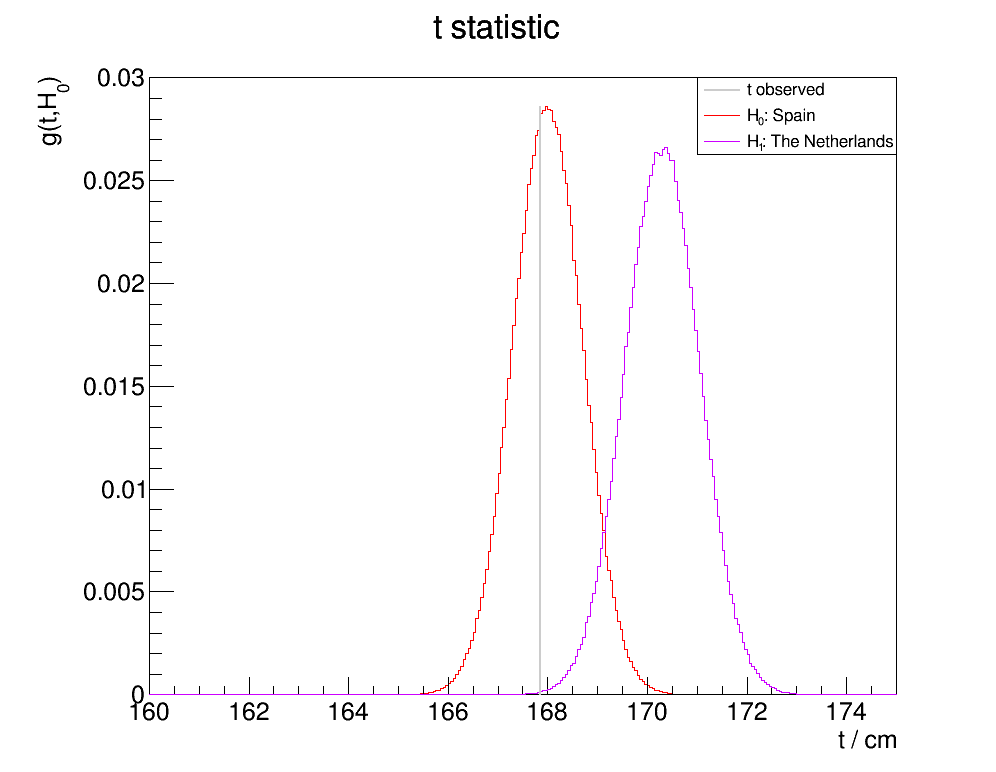 t statistic
g(t,H0)
0.03
0.025
0.02
0.015
0.01
0.005
0
t observed
H0: Spain
H1: The Netherlands
160 162 164 166 168 170 172 174
t / cm